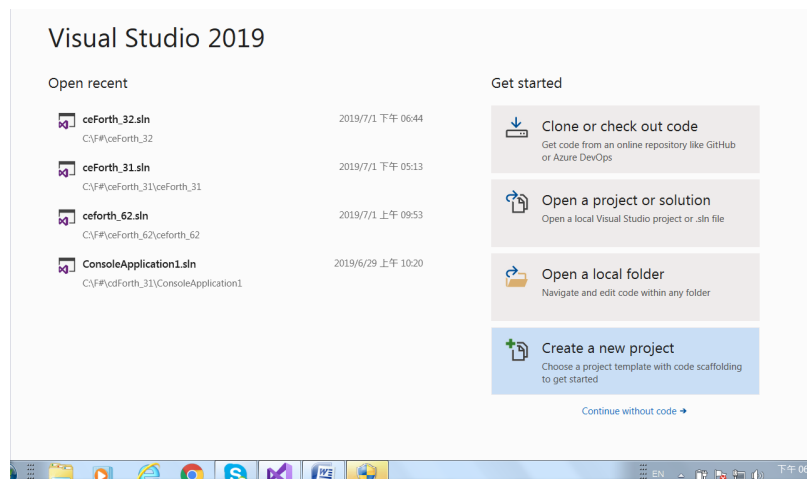 Visual Studio 2019
Open recent
ceForth_32.sln
2019/7/1 下午 06:44
C:\F#\ceForth_32
ceForth_31.sln
2019/7/1 下午 05:13
C:\F#\ceForth_31\ceForth_31
ceforth_62.sln
2019/7/1 上午 09:53
C:\F#\ceForth_62\ceforth_62
ConsoleApplication1.sln
2019/6/29 上午 10:20
C:\F#\cdForth_31\ConsoleApplication1
Get started
Clone or check out code
Get code from an online repository like GitHub
or Azure DevOps
Open a project or solution
Open a local Visual Studio project or .sln file
Open a local folder
Navigate and edit code within any folder
Create a new project
Choose a project template with code scaffolding
to get started
Continue without code →
EN
下午 06